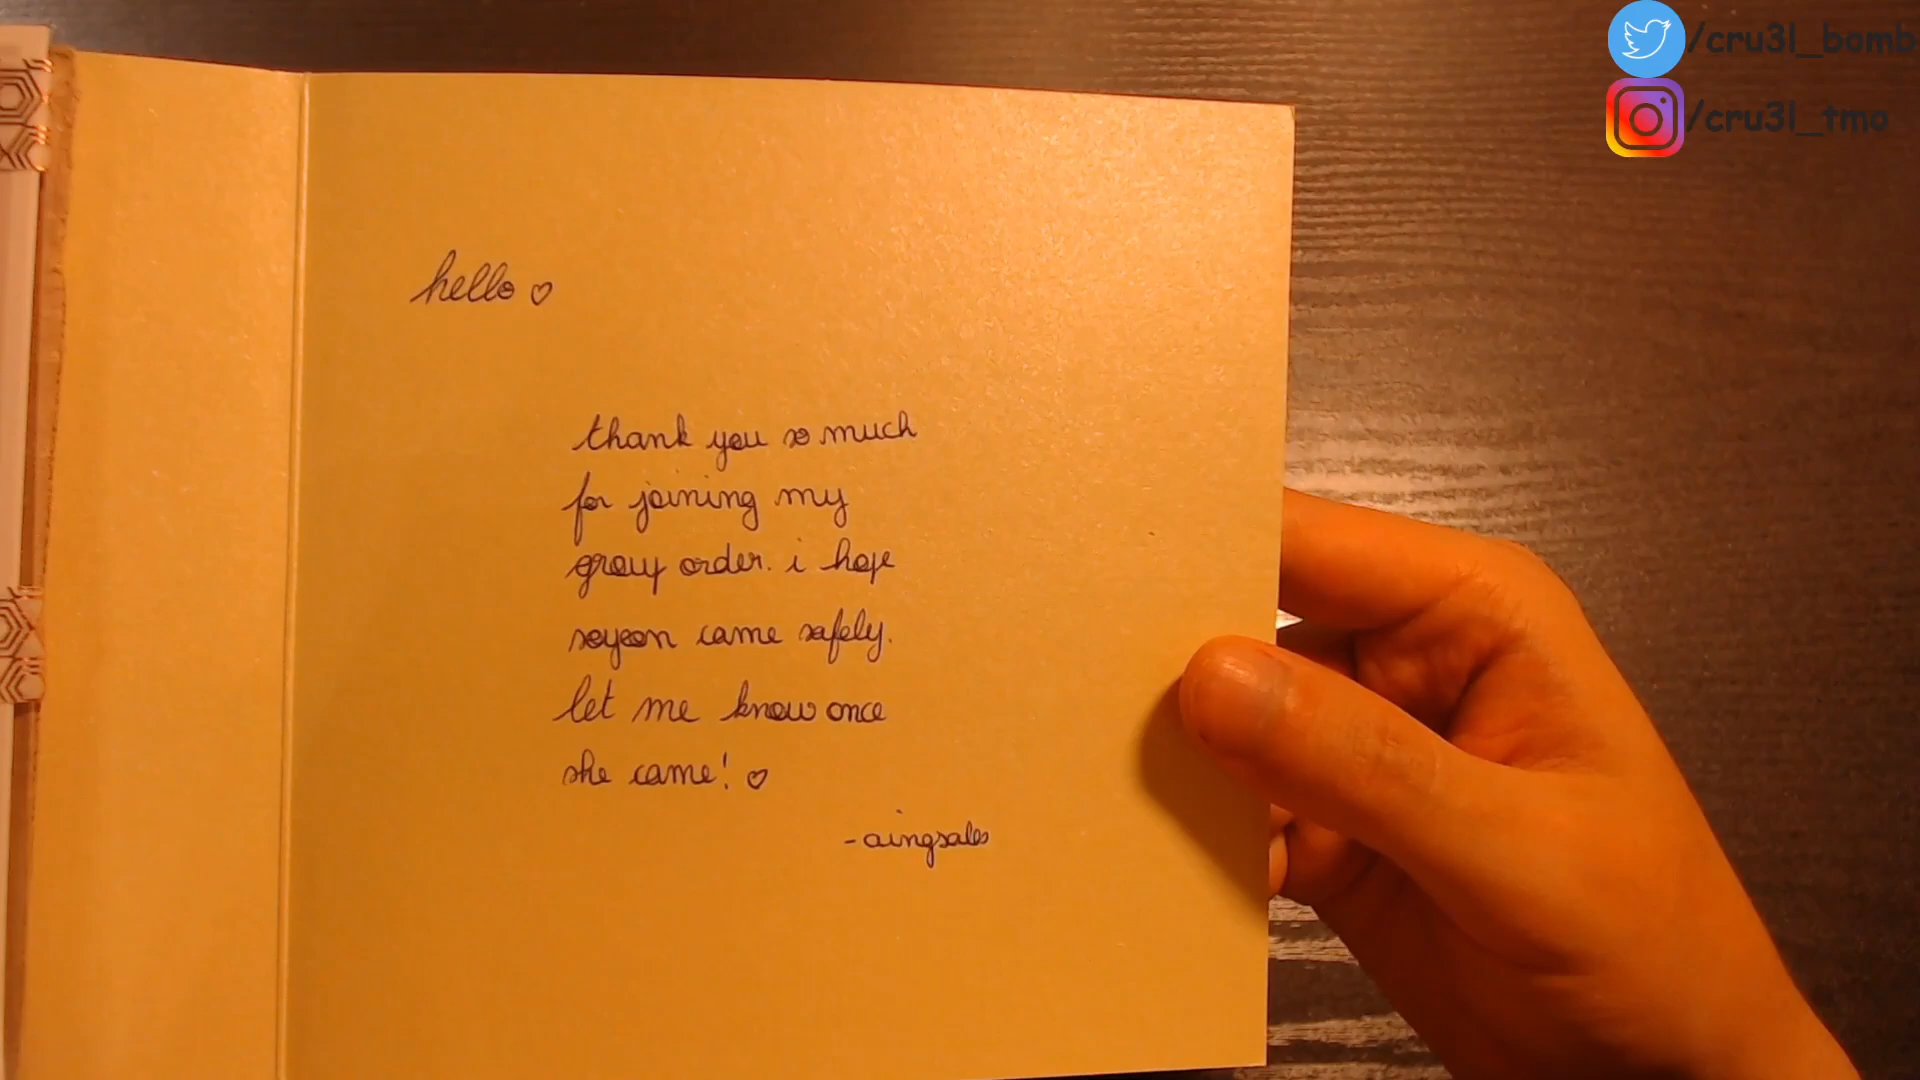 /cru3l_bomb
/cru3l_tmo
hello ♡
thank you so much
for joining my
group order. i hope
soyeon came safely.
let me know once
she came! ♡
- aingsales